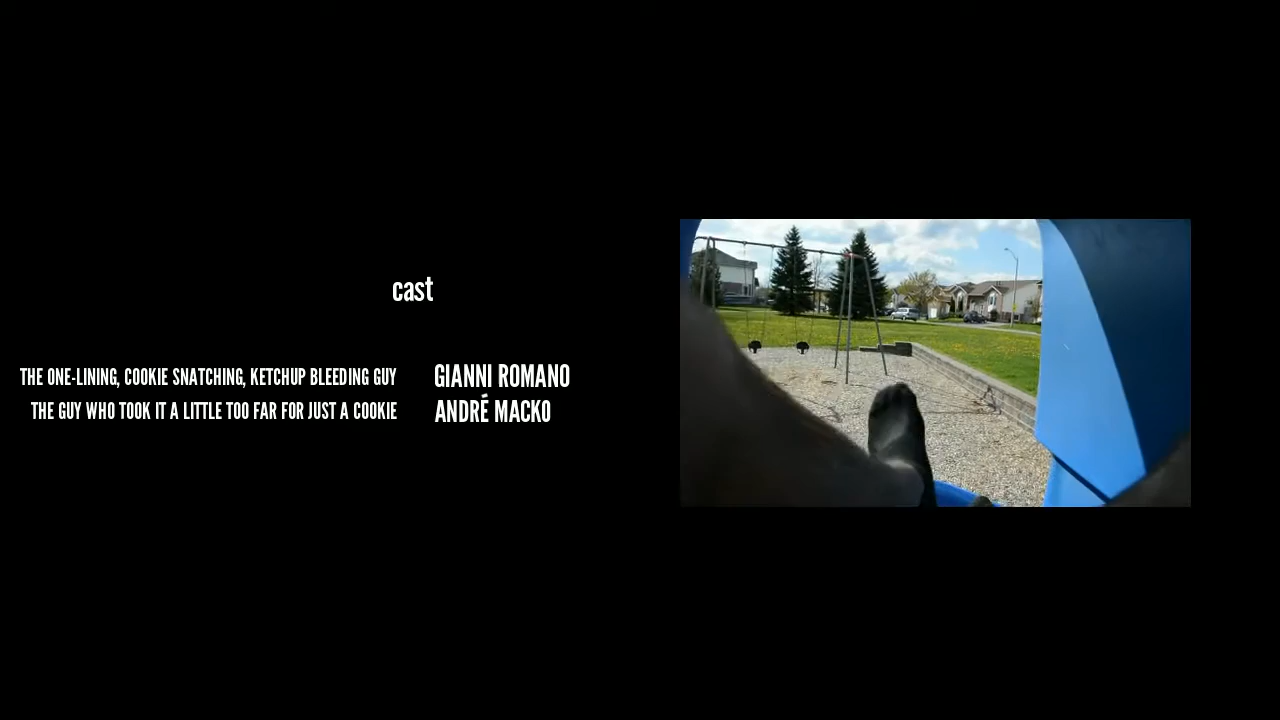 cast
THE ONE-LINING, COOKIE SNATCHING, KETCHUP BLEEDING GUY GIANNI ROMANO
THE GUY WHO TOOK IT A LITTLE TOO FAR FOR JUST A COOKIE ANDRÉ MACKO